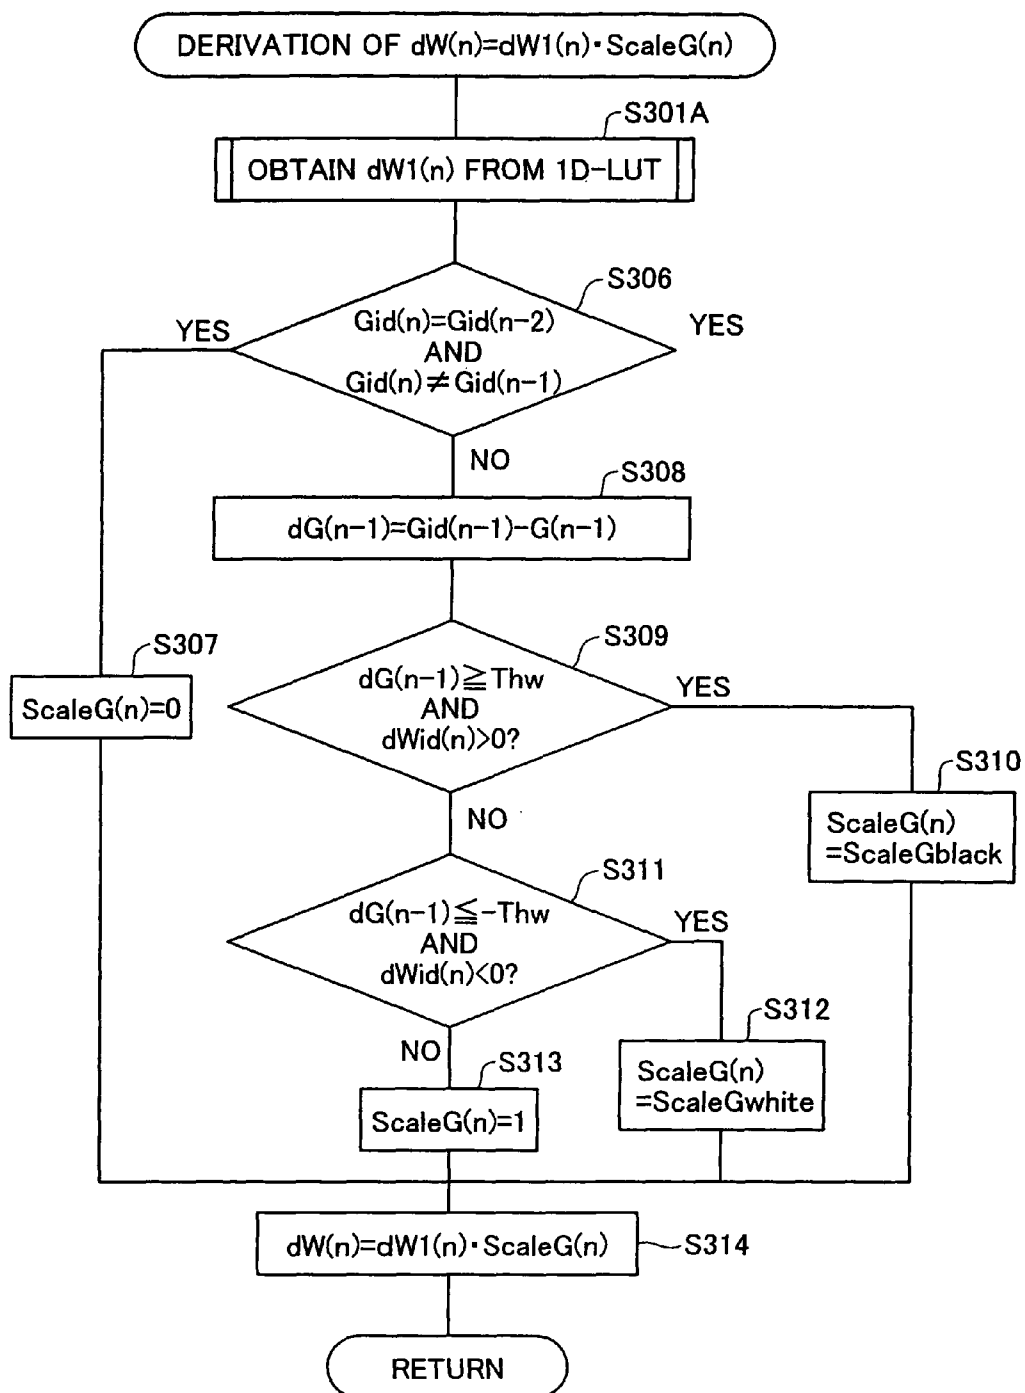 DERIVATION OF dW(n)=dW1(n)・ScaleG(n)
S301A
OBTAIN dW1(n) FROM 1D-LUT
S306
YES
Gid(n)=Gid(n-2)
AND
Gid(n)≠Gid(n-1)
YES
NO
S308
dG(n-1)=Gid(n-1)-G(n-1)
S307
ScaleG(n)=0
S309
dG(n-1)≧Thw
AND
dWid(n)>0?
YES
NO
S310
ScaleG(n)
=ScaleGblack
S311
dG(n-1)≦-Thw
AND
dWid(n)<0?
YES
NO
S312
ScaleG(n)
=ScaleGwhite
S313
ScaleG(n)=1
dW(n)=dW1(n)・ScaleG(n)
S314
RETURN